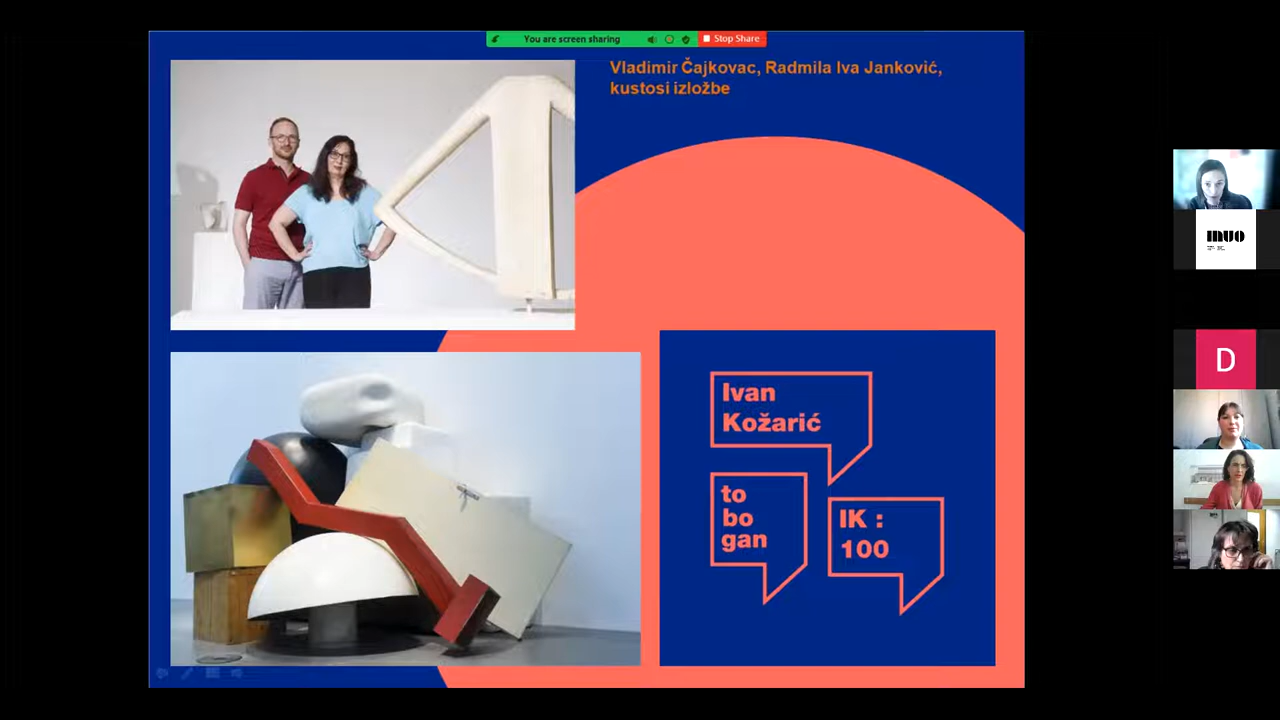 You are screen sharing
Stop Share
Vladimir Čajkovac, Radmila Iva Janković,
kustosi izložbe
Ivan
Kožarić
to
bo
gan
IK :
100
muo
D